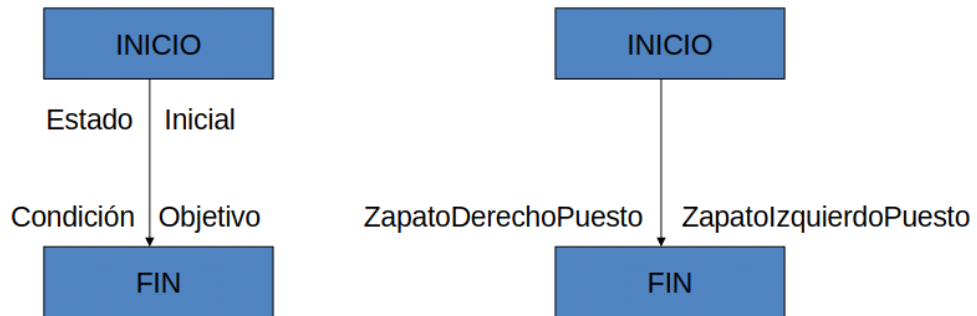 INICIO
Estado Inicial
Condición Objetivo
FIN
INICIO
ZapatoDerechoPuesto ZapatoIzquierdoPuesto
FIN